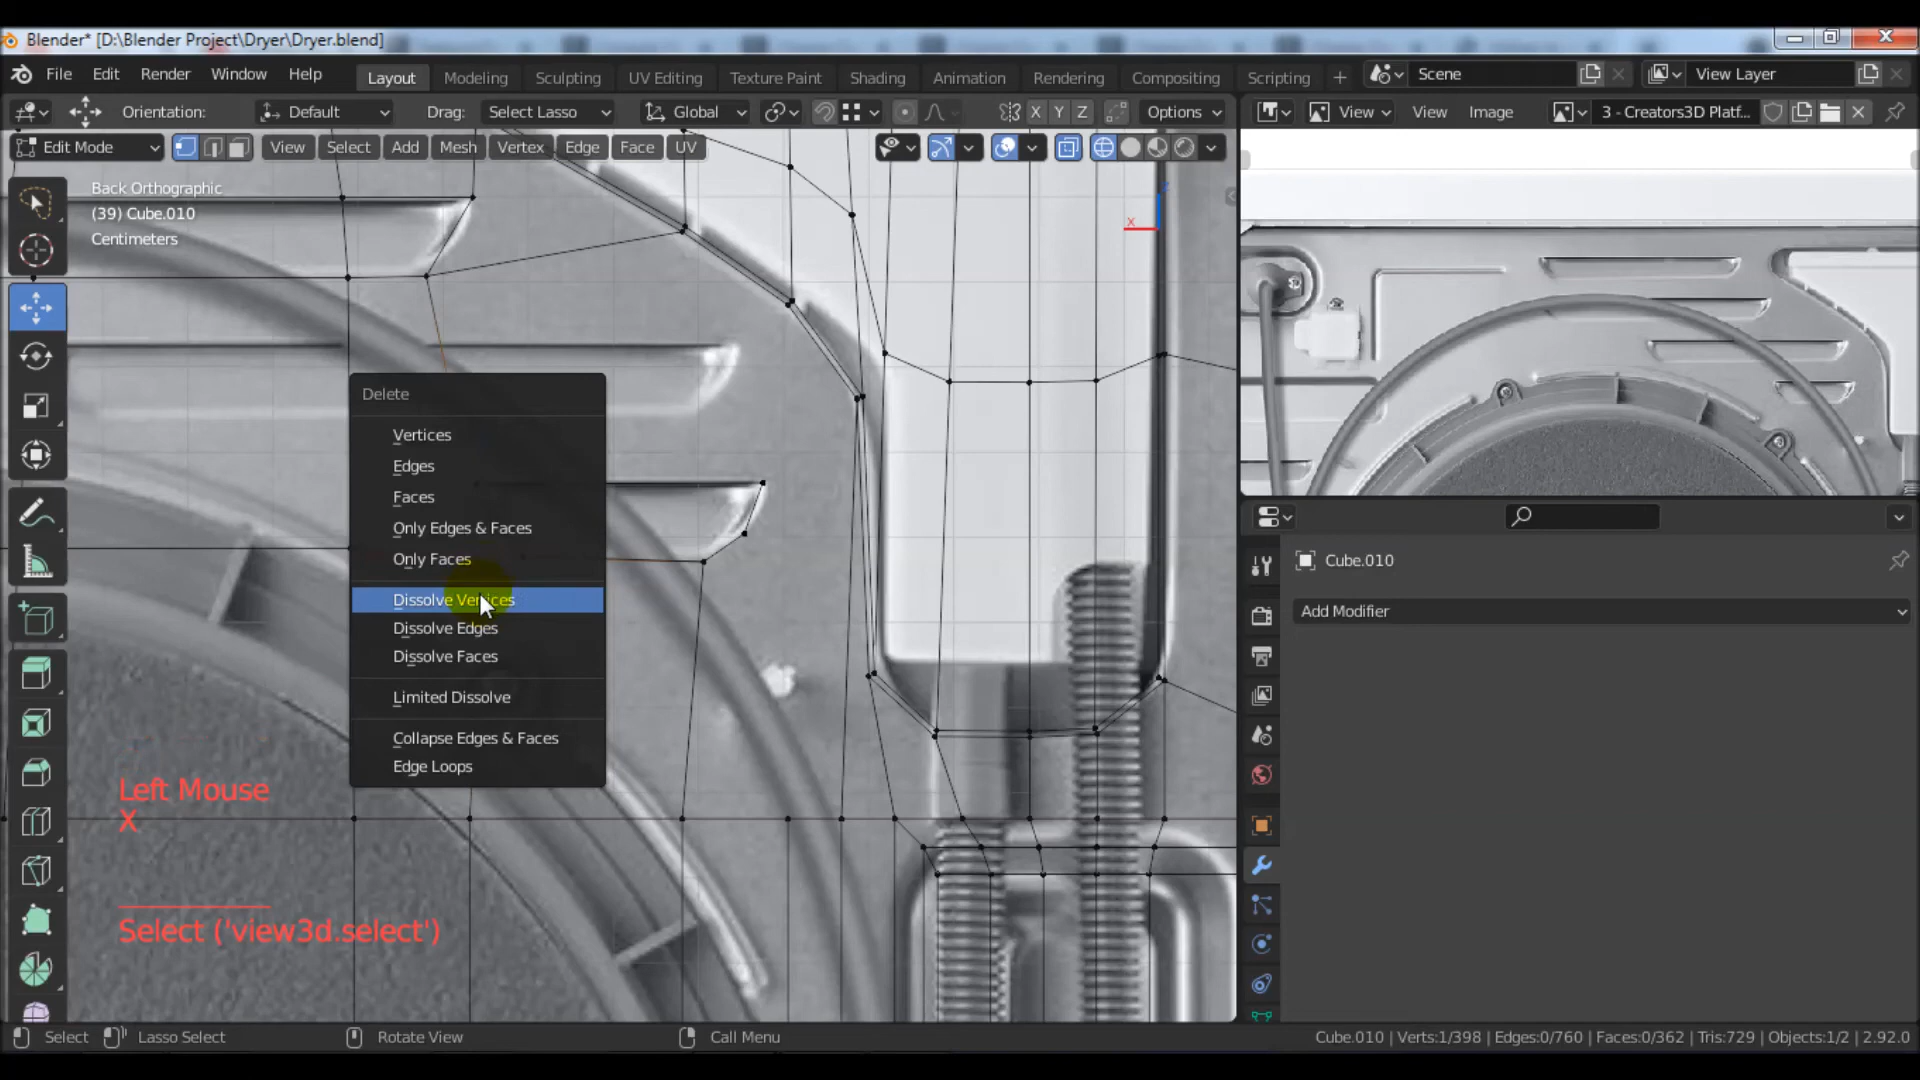 Blender* [D:\Blender Project\Dryer\Dryer.blend]
File Edit Render Window Help Layout Modeling Sculpting UV Editing Texture Paint Shading Animation Rendering Compositing Scripting + Scene View Layer
Orientation: Default Drag: Select Lasso Global X Y Z Options View View Image 3 - Creators3D Platf...
Edit Mode View Select Add Mesh Vertex Edge Face UV
Back Orthographic
(39) Cube.010
Centimeters
Z
X
Delete
Vertices
Edges
Faces
Only Edges & Faces
Only Faces
Dissolve Vertices
Dissolve Edges
Dissolve Faces
Limited Dissolve
Collapse Edges & Faces
Edge Loops
Cube.010
Add Modifier
Left Mouse
X
Select ('view3d.select')
Select Lasso Select Rotate View Call Menu Cube.010 | Verts:1/398 | Edges:0/760 | Faces:0/362 | Tris:729 | Objects:1/2 | 2.92.0